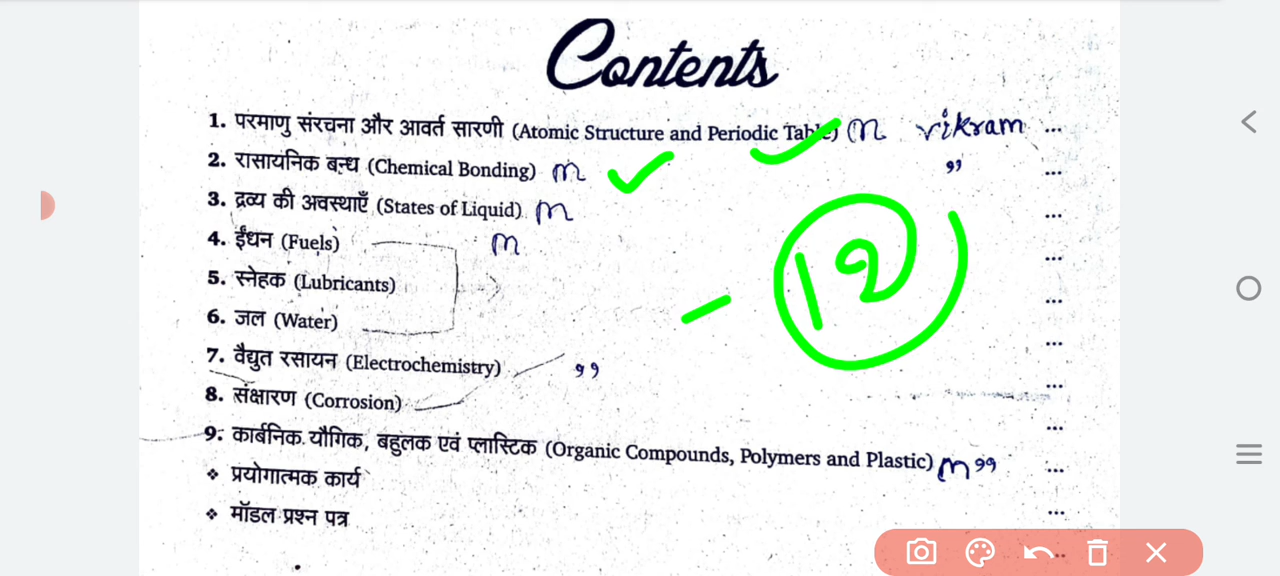 Contents
1. परमाणु संरचना और आवर्त सारणी (Atomic Structure and Periodic Table) m vikram ...
2. रासायनिक बन्ध (Chemical Bonding) m ,, ...
3. द्रव्य की अवस्थाएँ (States of Liquid) m ...
4. ईंधन (Fuels) m ...
5. स्नेहक (Lubricants) ...
12
6. जल (Water) ...
7. वैद्युत रसायन (Electrochemistry) ,, ...
8. संक्षारण (Corrosion) ...
9. कार्बनिक यौगिक, बहुलक एवं प्लास्टिक (Organic Compounds, Polymers and Plastic) m ,, ...
❖ प्रयोगात्मक कार्य
❖ मॉडल प्रश्न पत्र ...